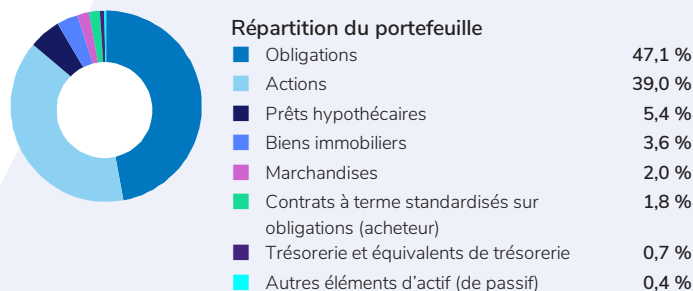 Répartition du portefeuille
Obligations 47,1 %
Actions 39,0 %
Prêts hypothécaires 5,4 %
Biens immobiliers 3,6 %
Marchandises 2,0 %
Contrats à terme standardisés sur 1,8 %
obligations (acheteur)
Trésorerie et équivalents de trésorerie 0,7 %
Autres éléments d'actif (de passif) 0,4 %